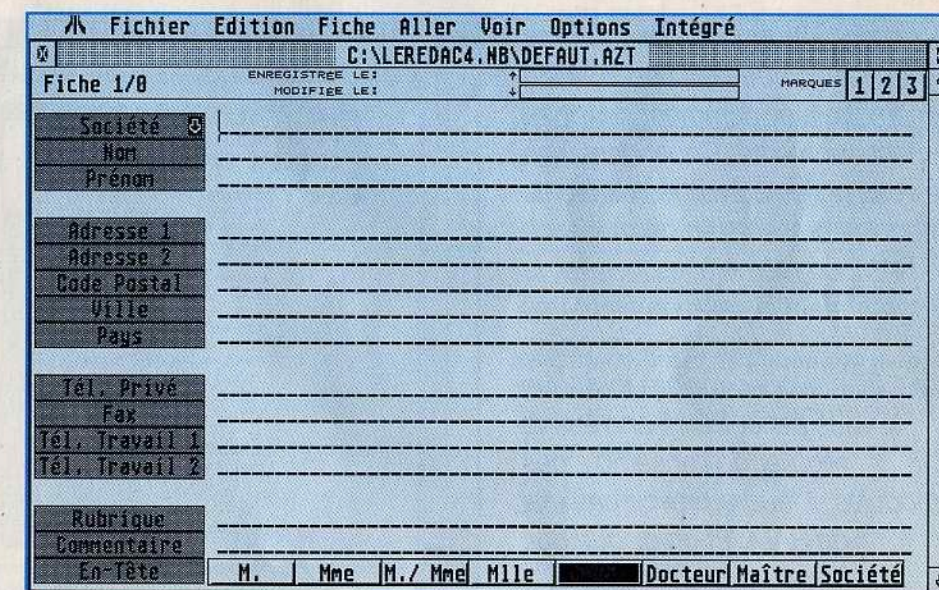 Fichier Edition Fiche Aller Voir Options Intégré
C:\LEREDAC4.NB\DEFAUT.AZT
Fiche 1/0 ENREGISTREE LE: MARQUES 1 2 3
MODIFIEE LE:
Société
Nom
Prénom
Adresse 1
Adresse 2
Code Postal
Ville
Pays
Tél. Privé
Fax
Tél. Travail 1
Tél. Travail 2
Rubrique
Commentaire
En-Tête M. Mme M./ Mme Mlle Docteur Maître Société